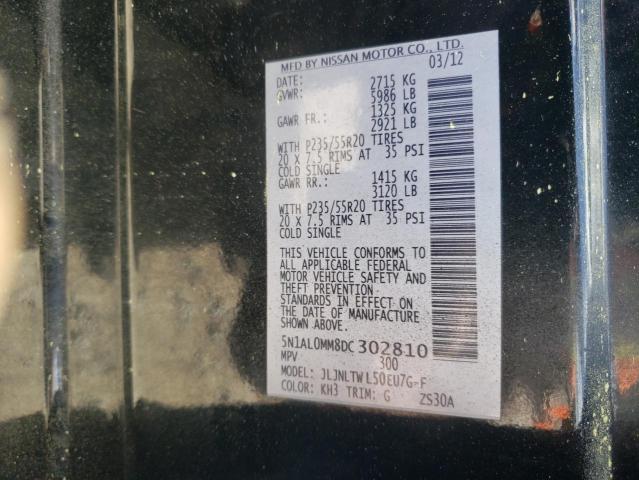 MFD BY NISSAN MOTOR CO., LTD.
DATE: 03/12
GVWR: 2715 KG
5986 LB
GAWR FR.: 1325 KG
2921 LB
WITH P235/55R20 TIRES
20 X 7.5 RIMS AT 35 PSI
COLD SINGLE
GAWR RR.: 1415 KG
3120 LB
WITH P235/55R20 TIRES
20 X 7.5 RIMS AT 35 PSI
COLD SINGLE
THIS VEHICLE CONFORMS TO
ALL APPLICABLE FEDERAL
MOTOR VEHICLE SAFETY AND
THEFT PREVENTION
STANDARDS IN EFFECT ON
THE DATE OF MANUFACTURE
SHOWN ABOVE.
5N1AL0MM8DC302810
MPV 300
MODEL: JLJNLTWL50EU7G-F
COLOR: KH3 TRIM: G ZS30A